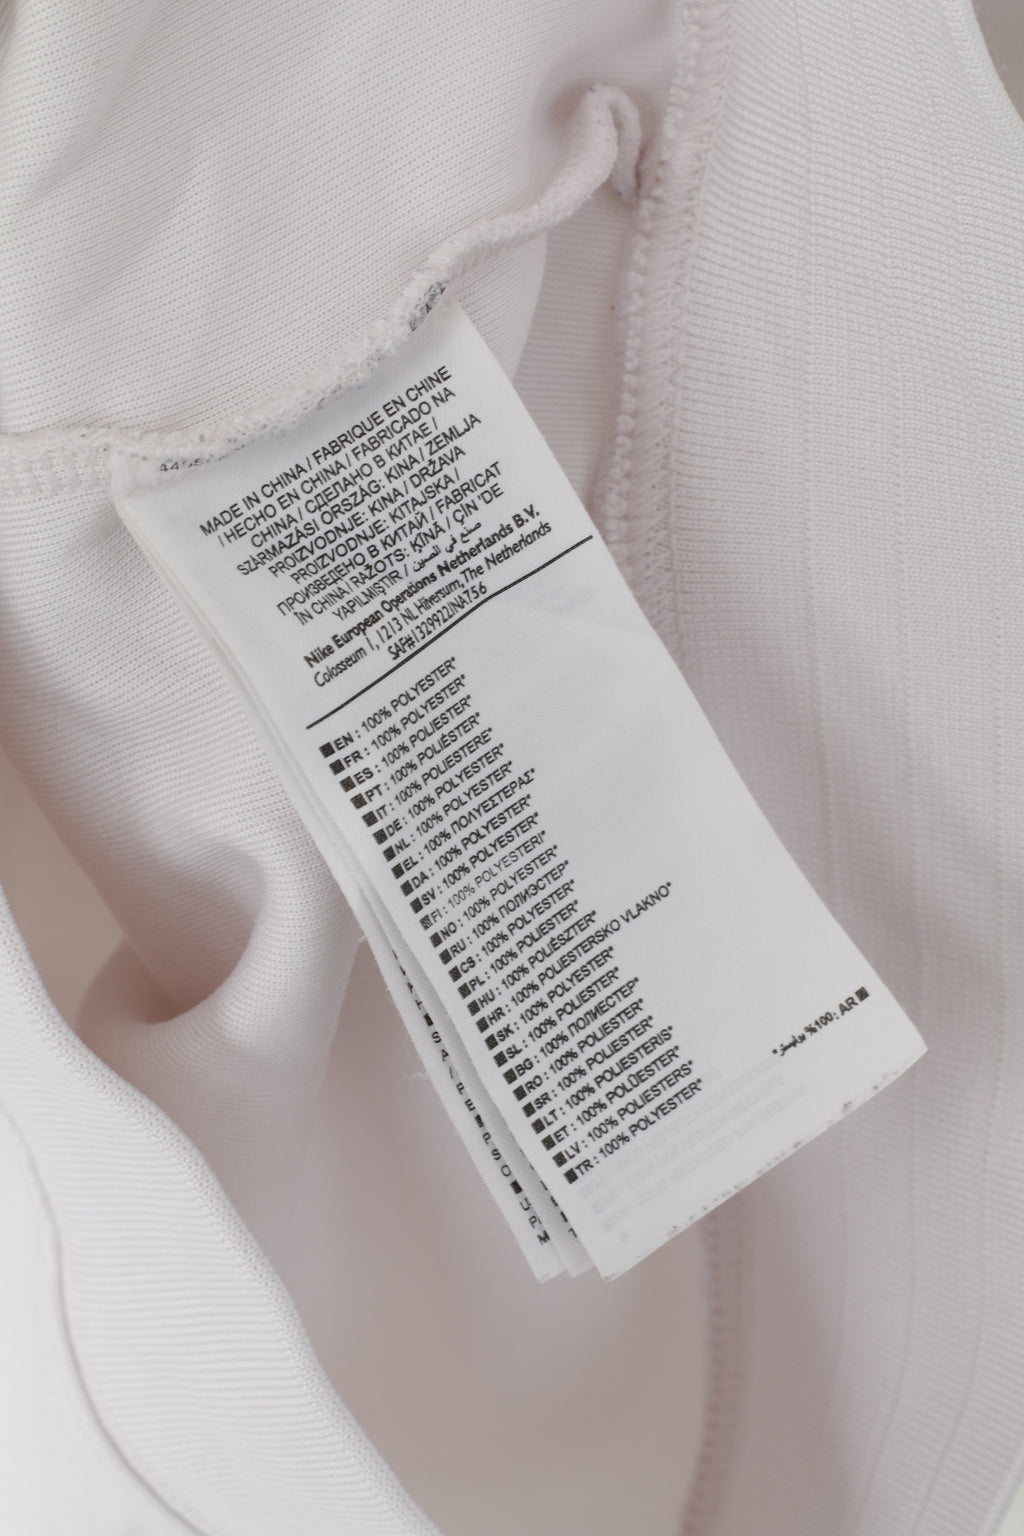 MADE IN CHINA / FABRIQUE EN CHINE
/ HECHO EN CHINA / FABRICADO NA
CHINA / СДЕЛАНО В КИТАЕ /
SZÁRMAZÁSI ORSZÁG: KINA / ZEMLJA
PROIZVODNJE: KINA / DRŽAVA
PROIZVODNJE: KITAJSKA /
ПРОИЗВЕДЕНО В КИТАЙ / FABRICAT
ÎN CHINA / RAŽOTS: ĶĪNĀ / ÇİN 'DE
YAPILMIŞTIR / صنع في الصين
Nike European Operations Netherlands B.V.
Colosseum 1, 1213 NL Hilversum, The Netherlands
SAF#1329922INA756
EN : 100% POLYESTER*
FR : 100% POLYESTER*
ES : 100% POLIESTER*
PT : 100% POLIÉSTER*
IT : 100% POLIESTERE*
DE : 100% POLYESTER*
NL : 100% POLYESTER*
EL : 100% ΠΟΛΥΕΣΤΕΡΑΣ*
DA : 100% POLYESTER*
SV : 100% POLYESTER*
FI : 100% POLYESTERI*
NO : 100% POLYESTER*
RU : 100% ПОЛИЭСТЕР*
CS : 100% POLYESTER*
PL : 100% POLIESTER*
HU : 100% POLIÉSZTER*
HR : 100% POLIESTERSKO VLAKNO*
SK : 100% POLYESTER*
SL : 100% POLIESTER*
BG : 100% ПОЛИЕСТЕР*
RO : 100% POLIESTER*
SR : 100% POLIESTER*
LT : 100% POLIESTERIS*
ET : 100% POLÜESTER*
LV : 100% POLIESTERS*
TR : 100% POLYESTER*
AR :100% بوليستر*